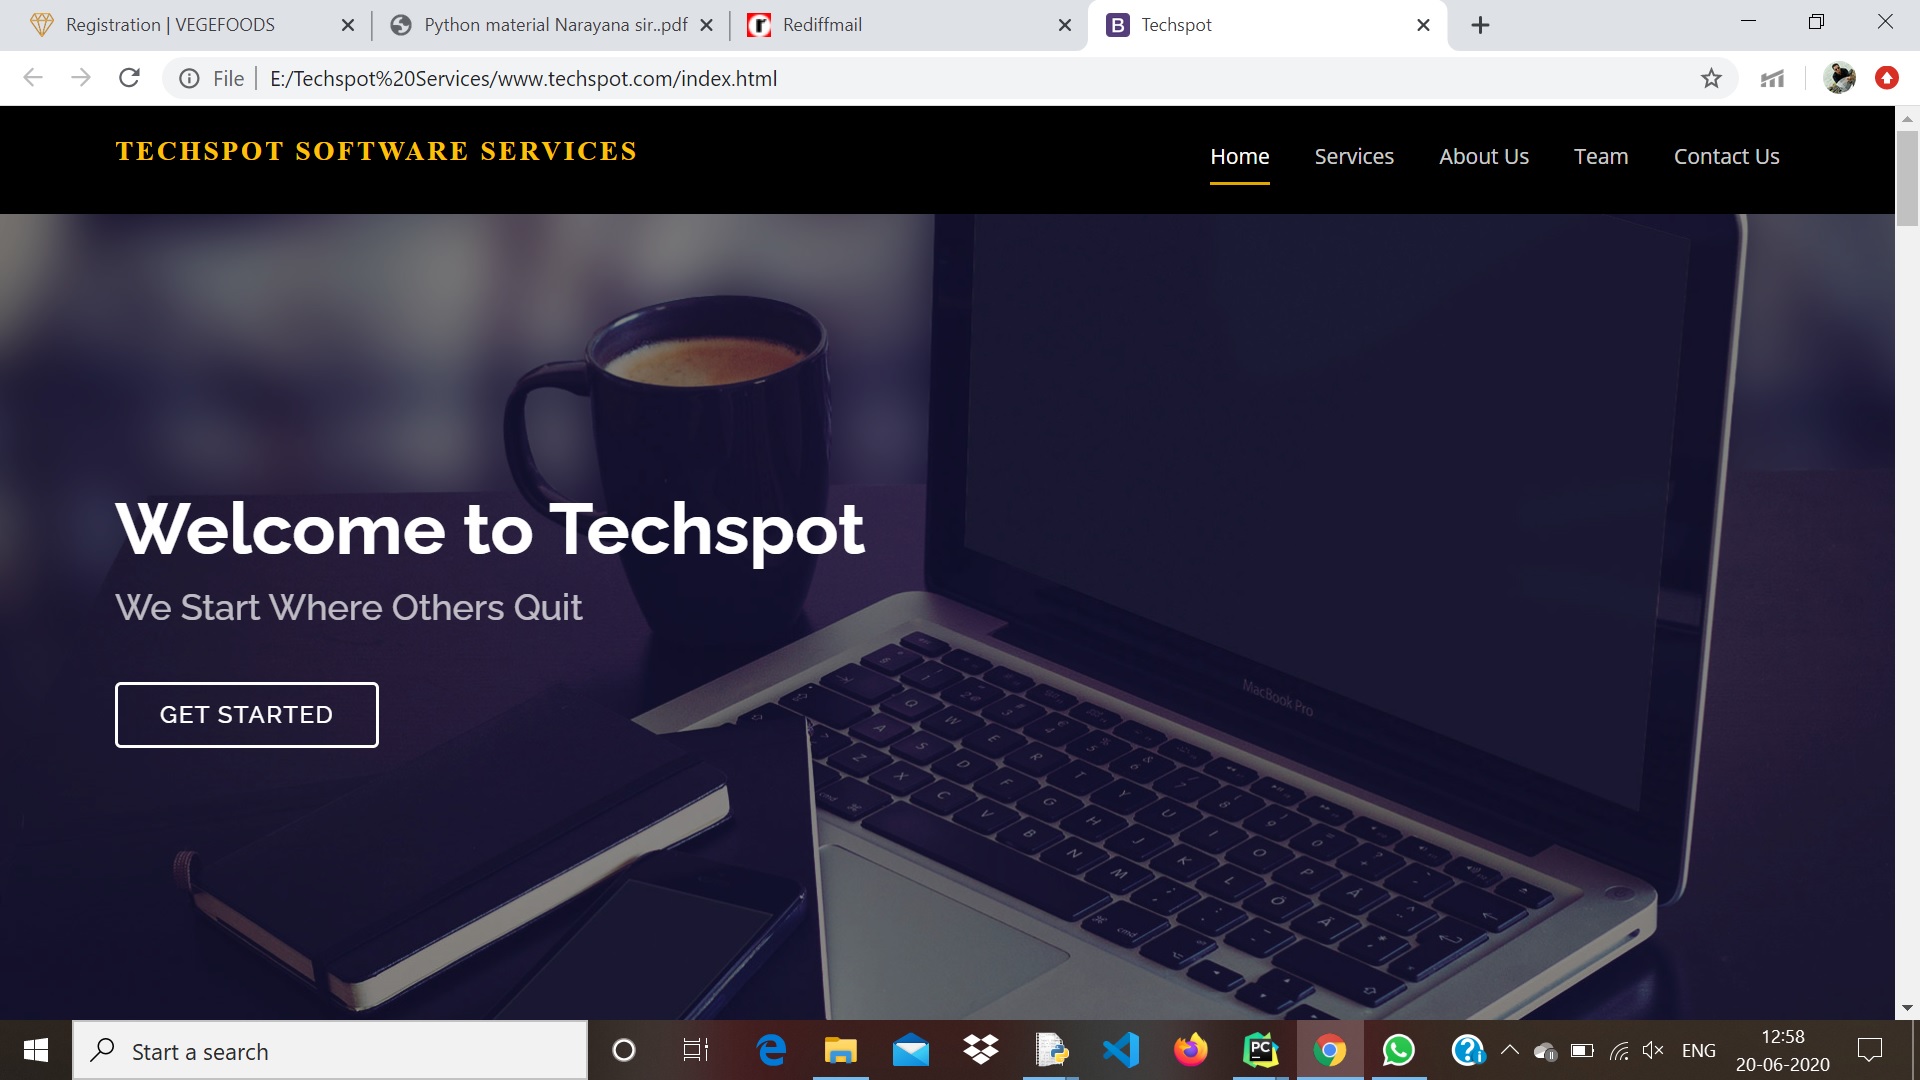 Registration | VEGEFOODS
Python material Narayana sir..pdf
Rediffmail
Techspot
File
E:/Techspot%20Services/www.techspot.com/index.html
TECHSPOT SOFTWARE SERVICES
Home
Services
About Us
Team
Contact Us
Welcome to Techspot
We Start Where Others Quit
GET STARTED
MacBook Pro
Start a search
ENG
12:58
20-06-2020